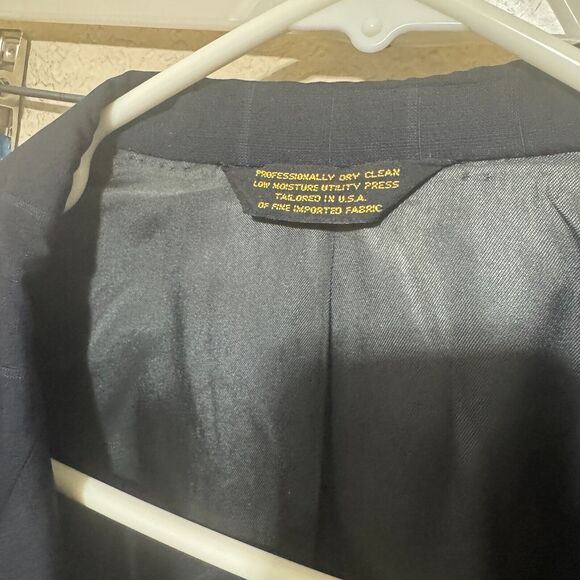 PROFESSIONALLY DRY CLEAN
LOW MOISTURE UTILITY PRESS
TAILORED IN U.S.A.
OF FINE IMPORTED FABRIC